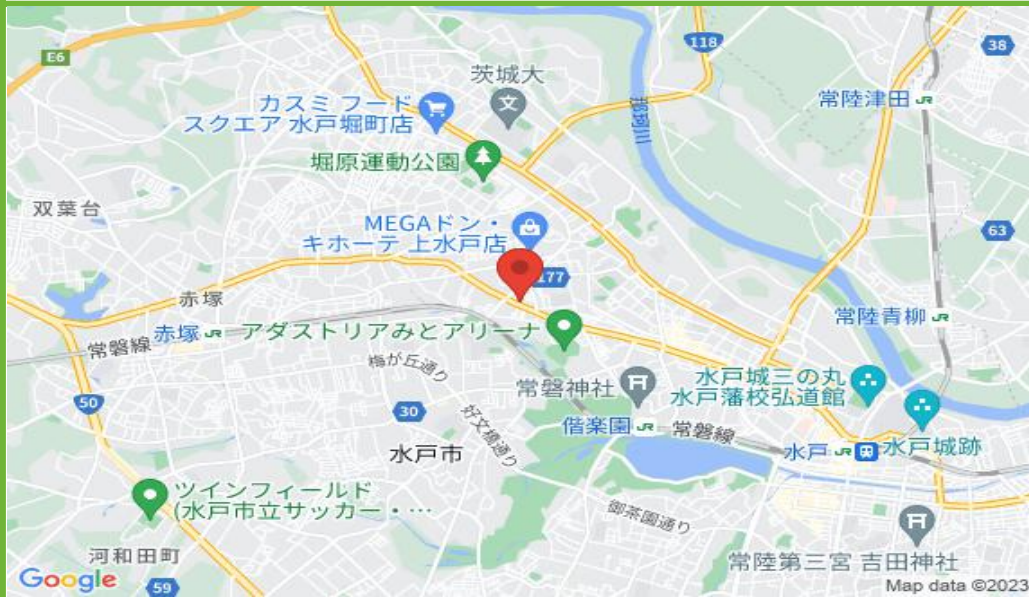 E6
118
38
茨城大
常陸津田
カスミ フード
スクエア 水戸堀町店
那珂川
堀原運動公園
双葉台
MEGAドン・
キホーテ 上水戸店
63
177
赤塚
常陸青柳
赤塚
アダストリアみとアリーナ
常磐線
梅が丘通り
水戸城三の丸
水戸藩校弘道館
常磐神社
50
30
好文橋通り
偕楽園
常磐線
水戸
水戸城跡
水戸市
ツインフィールド
(水戸市立サッカー・…
御茶園通り
河和田町
常陸第三宮 吉田神社
Google
59
Map data ©2023